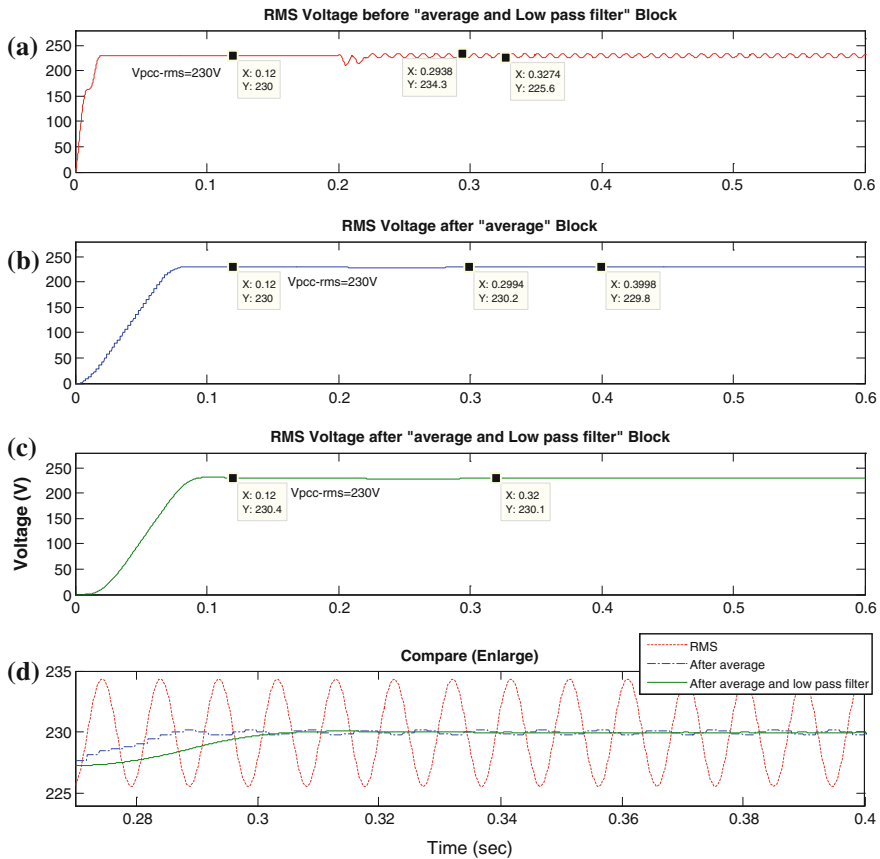 RMS Voltage before "average and Low pass filter" Block
(a)
250
200
150
100
50
0
Vpcc-rms=230V
X: 0.12
Y: 230
X: 0.2938
Y: 234.3
X: 0.3274
Y: 225.6
0 0.1 0.2 0.3 0.4 0.5 0.6
RMS Voltage after "average" Block
(b)
250
200
150
100
50
0
X: 0.12
Y: 230
Vpcc-rms=230V
X: 0.2994
Y: 230.2
X: 0.3998
Y: 229.8
0 0.1 0.2 0.3 0.4 0.5 0.6
RMS Voltage after "average and Low pass filter" Block
(c)
Voltage (V)
250
200
150
100
50
0
X: 0.12
Y: 230.4
Vpcc-rms=230V
X: 0.32
Y: 230.1
0 0.1 0.2 0.3 0.4 0.5 0.6
Compare (Enlarge)
(d)
RMS
After average
After average and low pass filter
235
230
225
0.28 0.3 0.32 0.34 0.36 0.38 0.4
Time (sec)